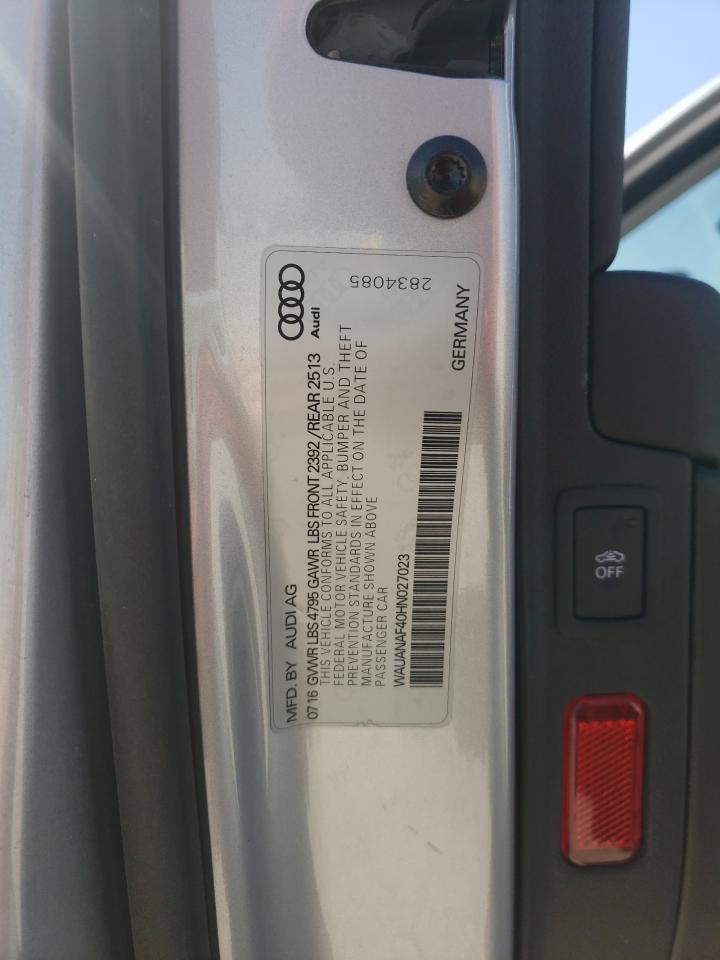 MFD. BY AUDI AG
0716 GVWR LBS 4795 GAWR LBS FRONT 2392/REAR 2513
THIS VEHICLE CONFORMS TO ALL APPLICABLE U.S.
FEDERAL MOTOR VEHICLE SAFETY, BUMPER AND THEFT
PREVENTION STANDARDS IN EFFECT ON THE DATE OF
MANUFACTURE SHOWN ABOVE
PASSENGER CAR
WAUANAF40HN027023
Audi
2834085
GERMANY
OFF